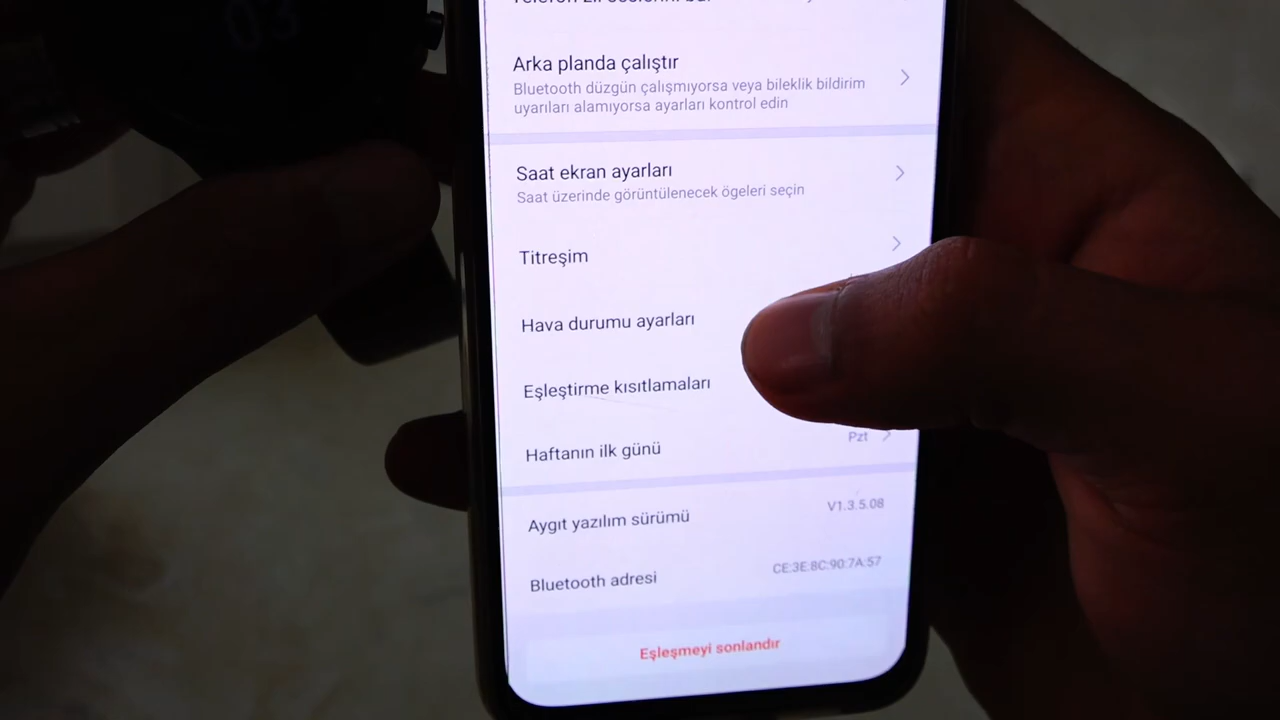 Arka planda çalıştır
Bluetooth düzgün çalışmıyorsa veya bileklik bildirim
uyarıları alamıyorsa ayarları kontrol edin
Saat ekran ayarları
Saat üzerinde görüntülenecek ögeleri seçin
Titreşim
Hava durumu ayarları
Eşleştirme kısıtlamaları
Haftanın ilk günü
Pzt
Aygıt yazılım sürümü
V1.3.5.08
Bluetooth adresi
CE:3E:8C:90:7A:57
Eşleşmeyi sonlandır
03